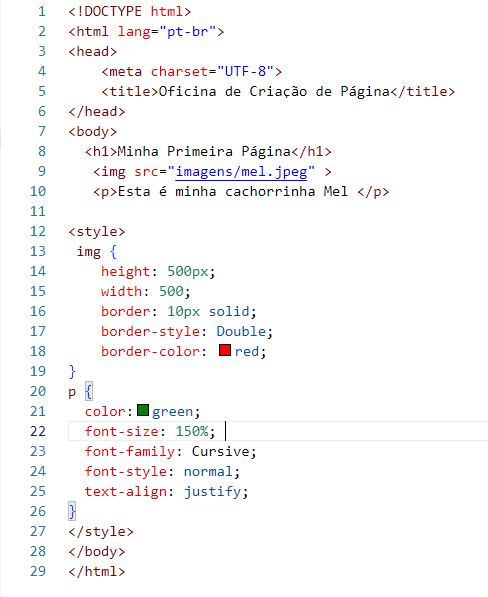 1 <!DOCTYPE html>
2 <html lang="pt-br">
3 <head>
4     <meta charset="UTF-8">
5     <title>Oficina de Criação de Página</title>
6 </head>
7 <body>
8   <h1>Minha Primeira Página</h1>
9    <img src="imagens/mel.jpeg" >
10    <p>Esta é minha cachorrinha Mel </p>
11
12 <style>
13  img {
14     height: 500px;
15     width: 500;
16     border: 10px solid;
17     border-style: Double;
18     border-color: red;
19 }
20 p {
21   color: green;
22   font-size: 150%;
23   font-family: Cursive;
24   font-style: normal;
25   text-align: justify;
26 }
27 </style>
28 </body>
29 </html>